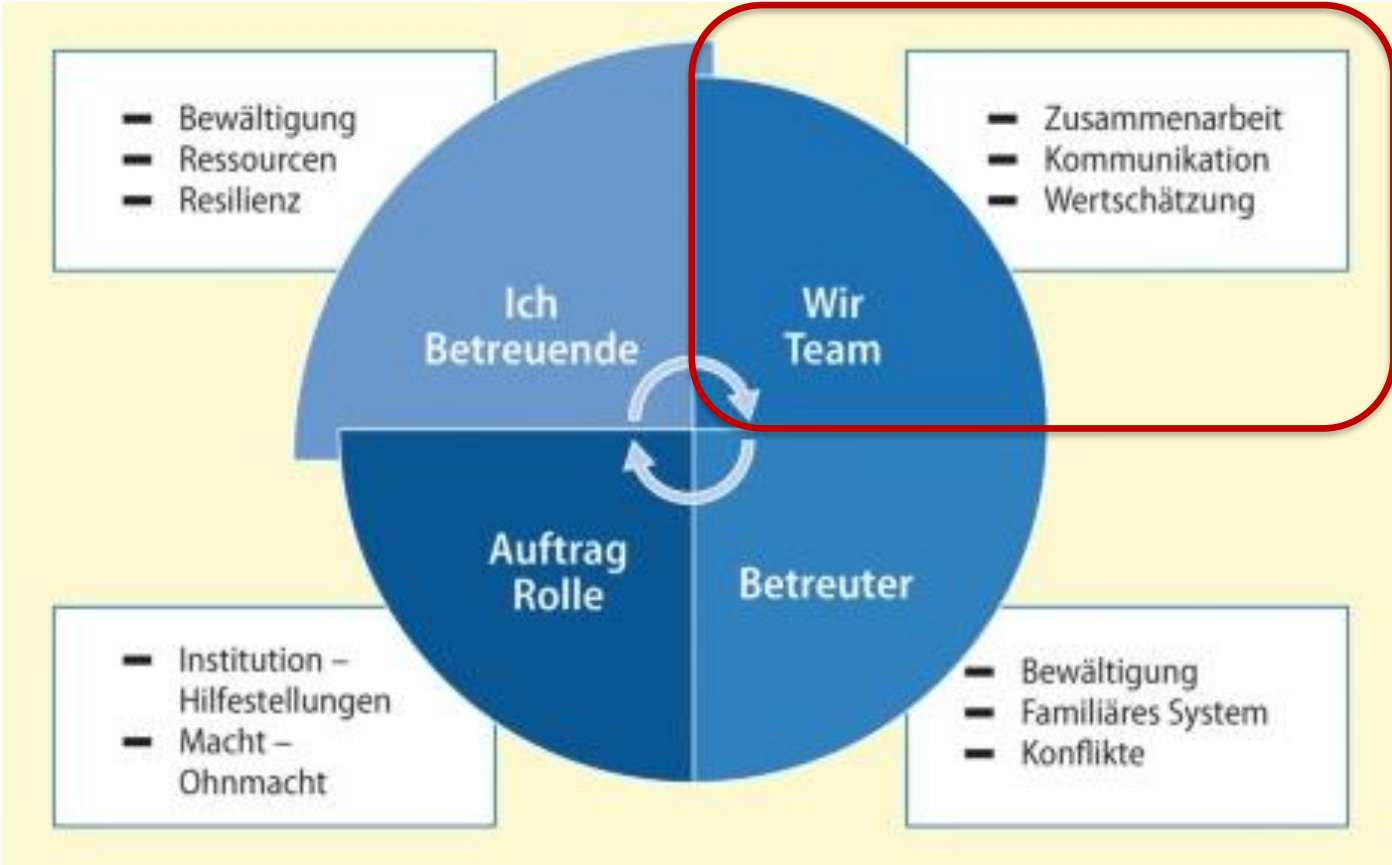 − Bewältigung
− Ressourcen
− Resilienz
Ich
Betreuende
Wir
Team
− Zusammenarbeit
− Kommunikation
− Wertschätzung
Auftrag
Rolle
Betreuter
− Institution –
Hilfestellungen
− Macht –
Ohnmacht
− Bewältigung
− Familiäres System
− Konflikte